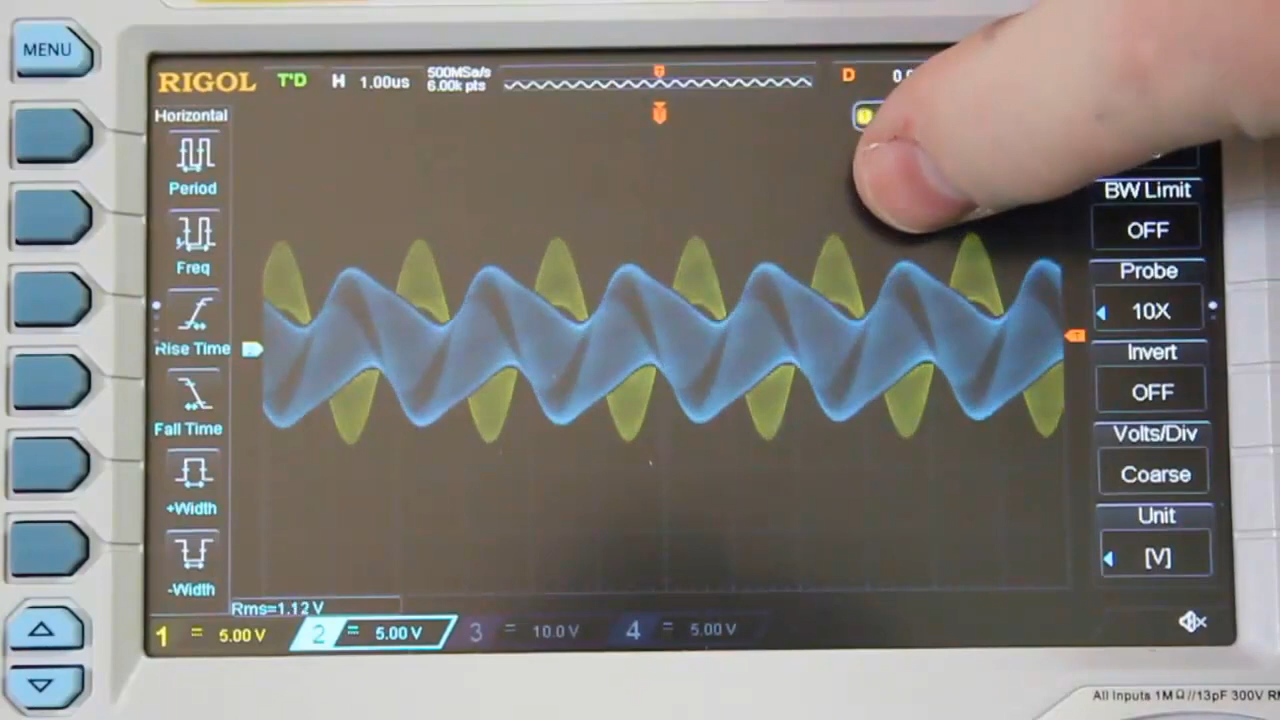 MENU
RIGOL T'D H 1.00us 500MSa/s 6.00k pts D
Horizontal
Period
Freq
Rise Time
Fall Time
+Width
-Width
BW Limit
OFF
Probe
10X
Invert
OFF
Volts/Div
Coarse
Unit
[V]
Rms=1.12 V
1 = 5.00 V 2 = 5.00 V 3 = 10.0 V 4 = 5.00 V
All Inputs 1MΩ//13pF 300V